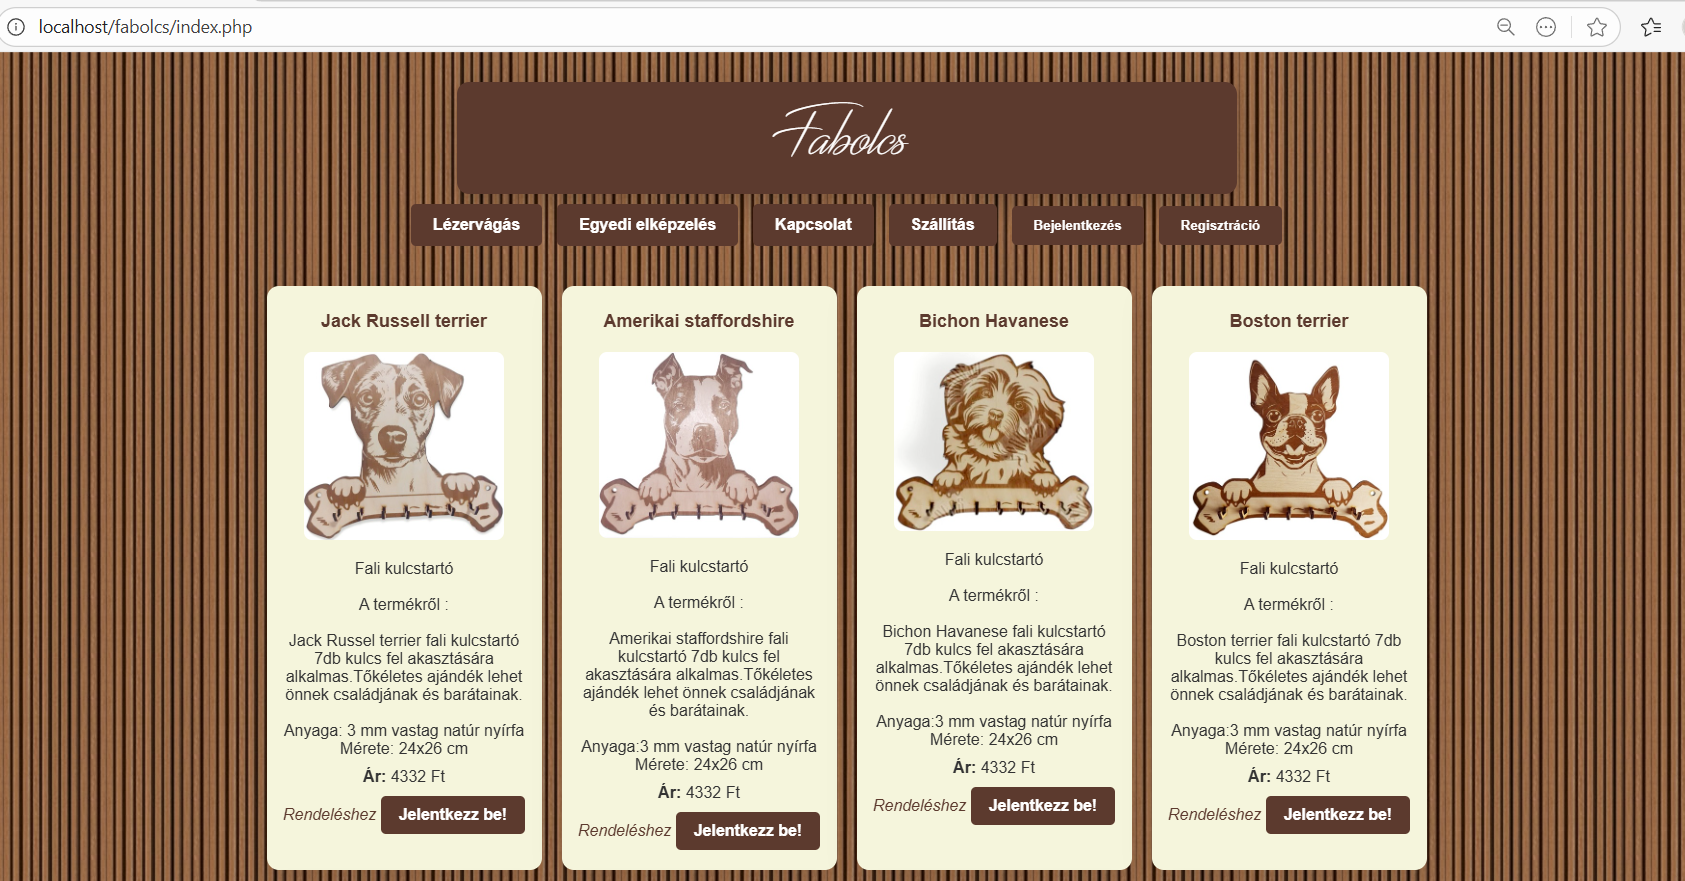 localhost/fabolcs/index.php
Fabolcs
Lézervágás
Egyedi elképzelés
Kapcsolat
Szállítás
Bejelentkezés
Regisztráció
Jack Russell terrier
Fali kulcstartó
A termékről :
Jack Russel terrier fali kulcstartó
7db kulcs fel akasztására
alkalmas.Tőkéletes ajándék lehet
önnek családjának és barátainak.
Anyaga: 3 mm vastag natúr nyírfa
Mérete: 24x26 cm
Ár: 4332 Ft
Rendeléshez Jelentkezz be!
Amerikai staffordshire
Fali kulcstartó
A termékről :
Amerikai staffordshire fali
kulcstartó 7db kulcs fel
akasztására alkalmas.Tőkéletes
ajándék lehet önnek családjának
és barátainak.
Anyaga:3 mm vastag natúr nyírfa
Mérete: 24x26 cm
Ár: 4332 Ft
Rendeléshez Jelentkezz be!
Bichon Havanese
Fali kulcstartó
A termékről :
Bichon Havanese fali kulcstartó
7db kulcs fel akasztására
alkalmas.Tőkéletes ajándék lehet
önnek családjának és barátainak.
Anyaga:3 mm vastag natúr nyírfa
Mérete: 24x26 cm
Ár: 4332 Ft
Rendeléshez Jelentkezz be!
Boston terrier
Fali kulcstartó
A termékről :
Boston terrier fali kulcstartó 7db
kulcs fel akasztására
alkalmas.Tőkéletes ajándék lehet
önnek családjának és barátainak.
Anyaga:3 mm vastag natúr nyírfa
Mérete: 24x26 cm
Ár: 4332 Ft
Rendeléshez Jelentkezz be!